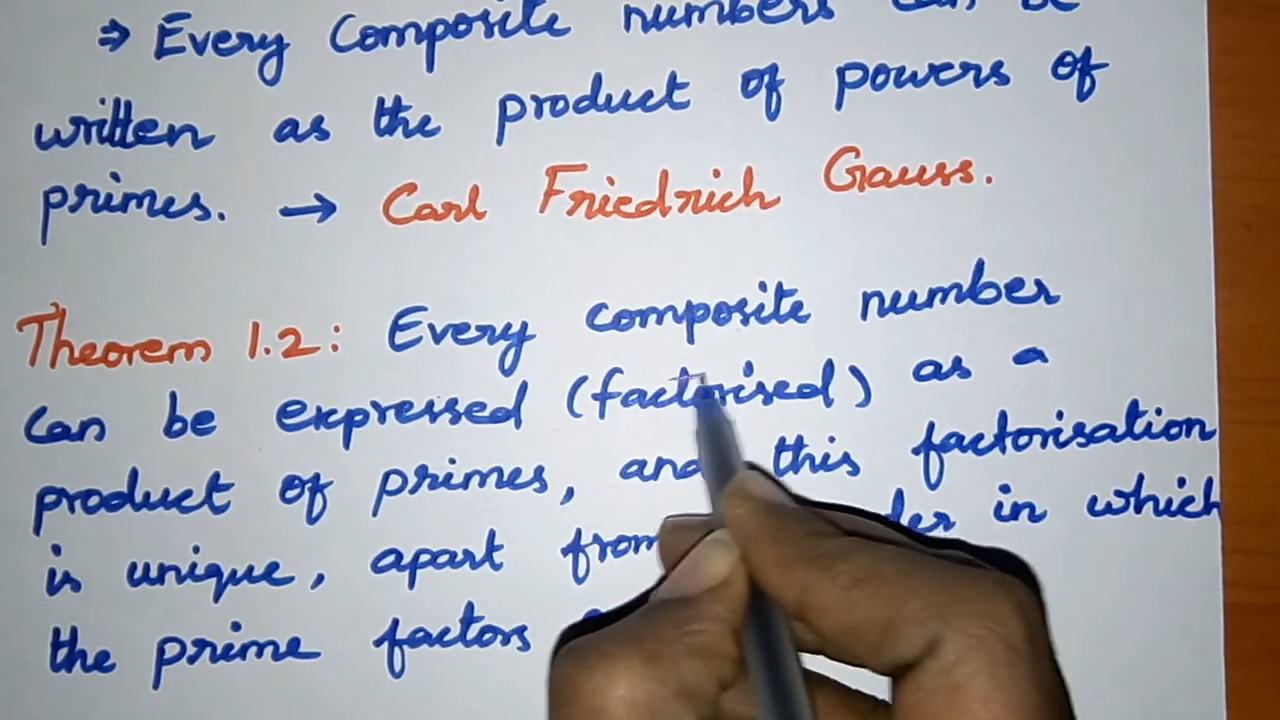 ⇒ Every composite numbers can be
written as the product of powers of
primes. → Carl Friedrich Gauss.
Theorem 1.2: Every composite number
can be expressed (factorised) as a
product of primes, and this factorisation
is unique, apart from in which
the prime factors